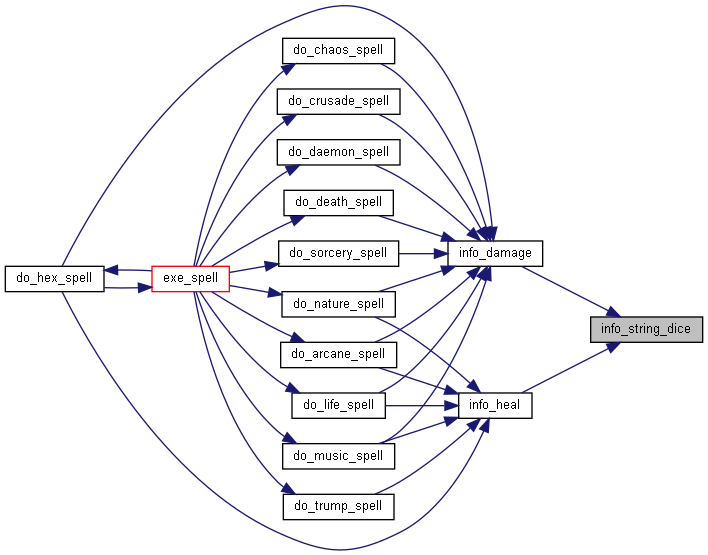 do_chaos_spell
do_crusade_spell
do_daemon_spell
do_death_spell
do_sorcery_spell
info_damage
do_hex_spell
exe_spell
do_nature_spell
info_string_dice
do_arcane_spell
do_life_spell
info_heal
do_music_spell
do_trump_spell